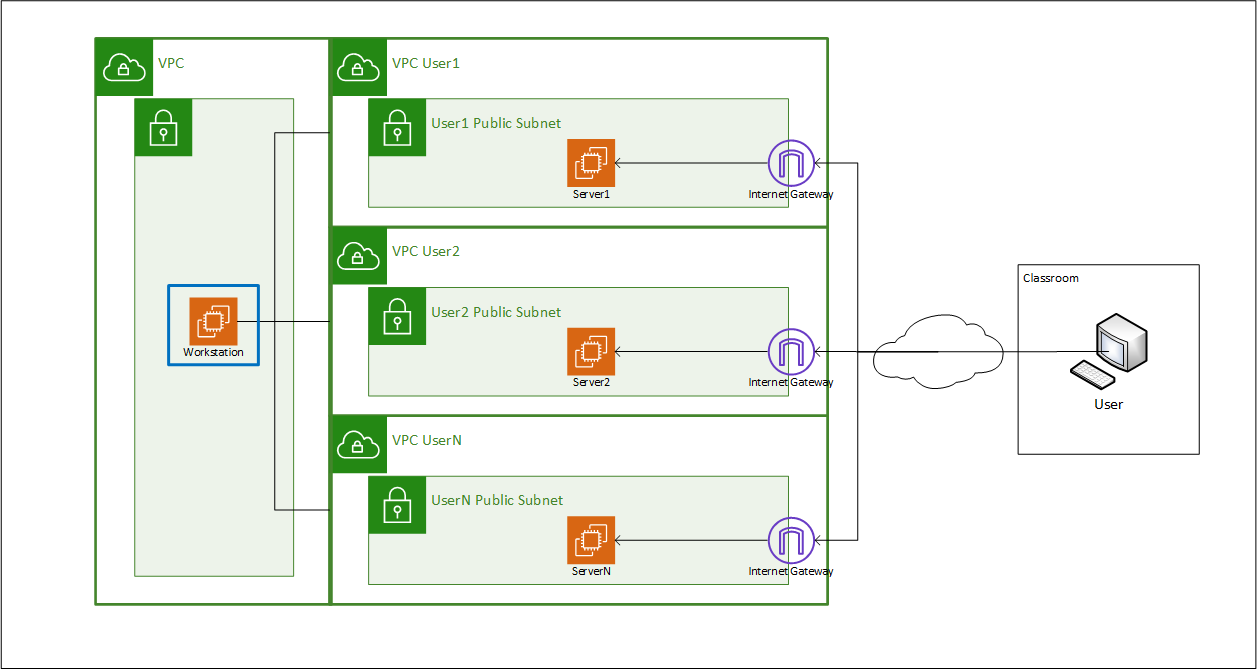 VPC
VPC User1
User1 Public Subnet
Server1
Internet Gateway
VPC User2
User2 Public Subnet
Server2
Internet Gateway
VPC UserN
UserN Public Subnet
ServerN
Internet Gateway
Workstation
Classroom
User